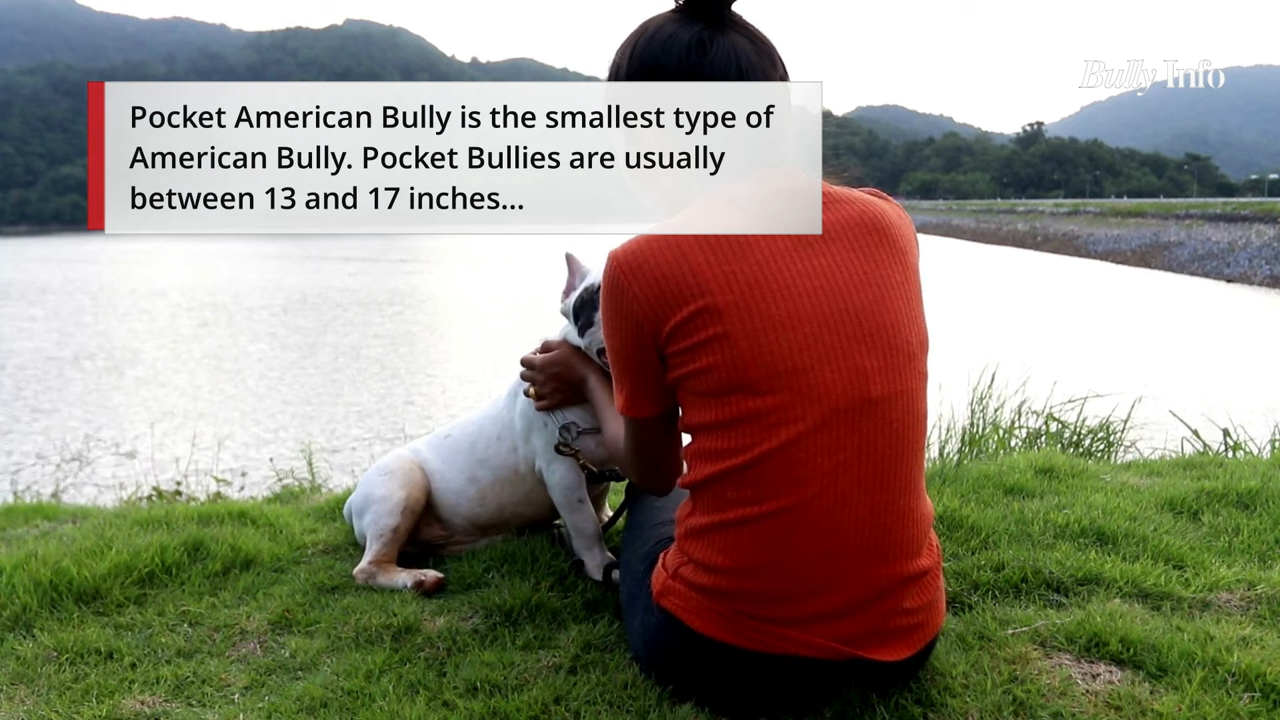 Bully Info
Pocket American Bully is the smallest type of
American Bully. Pocket Bullies are usually
between 13 and 17 inches...